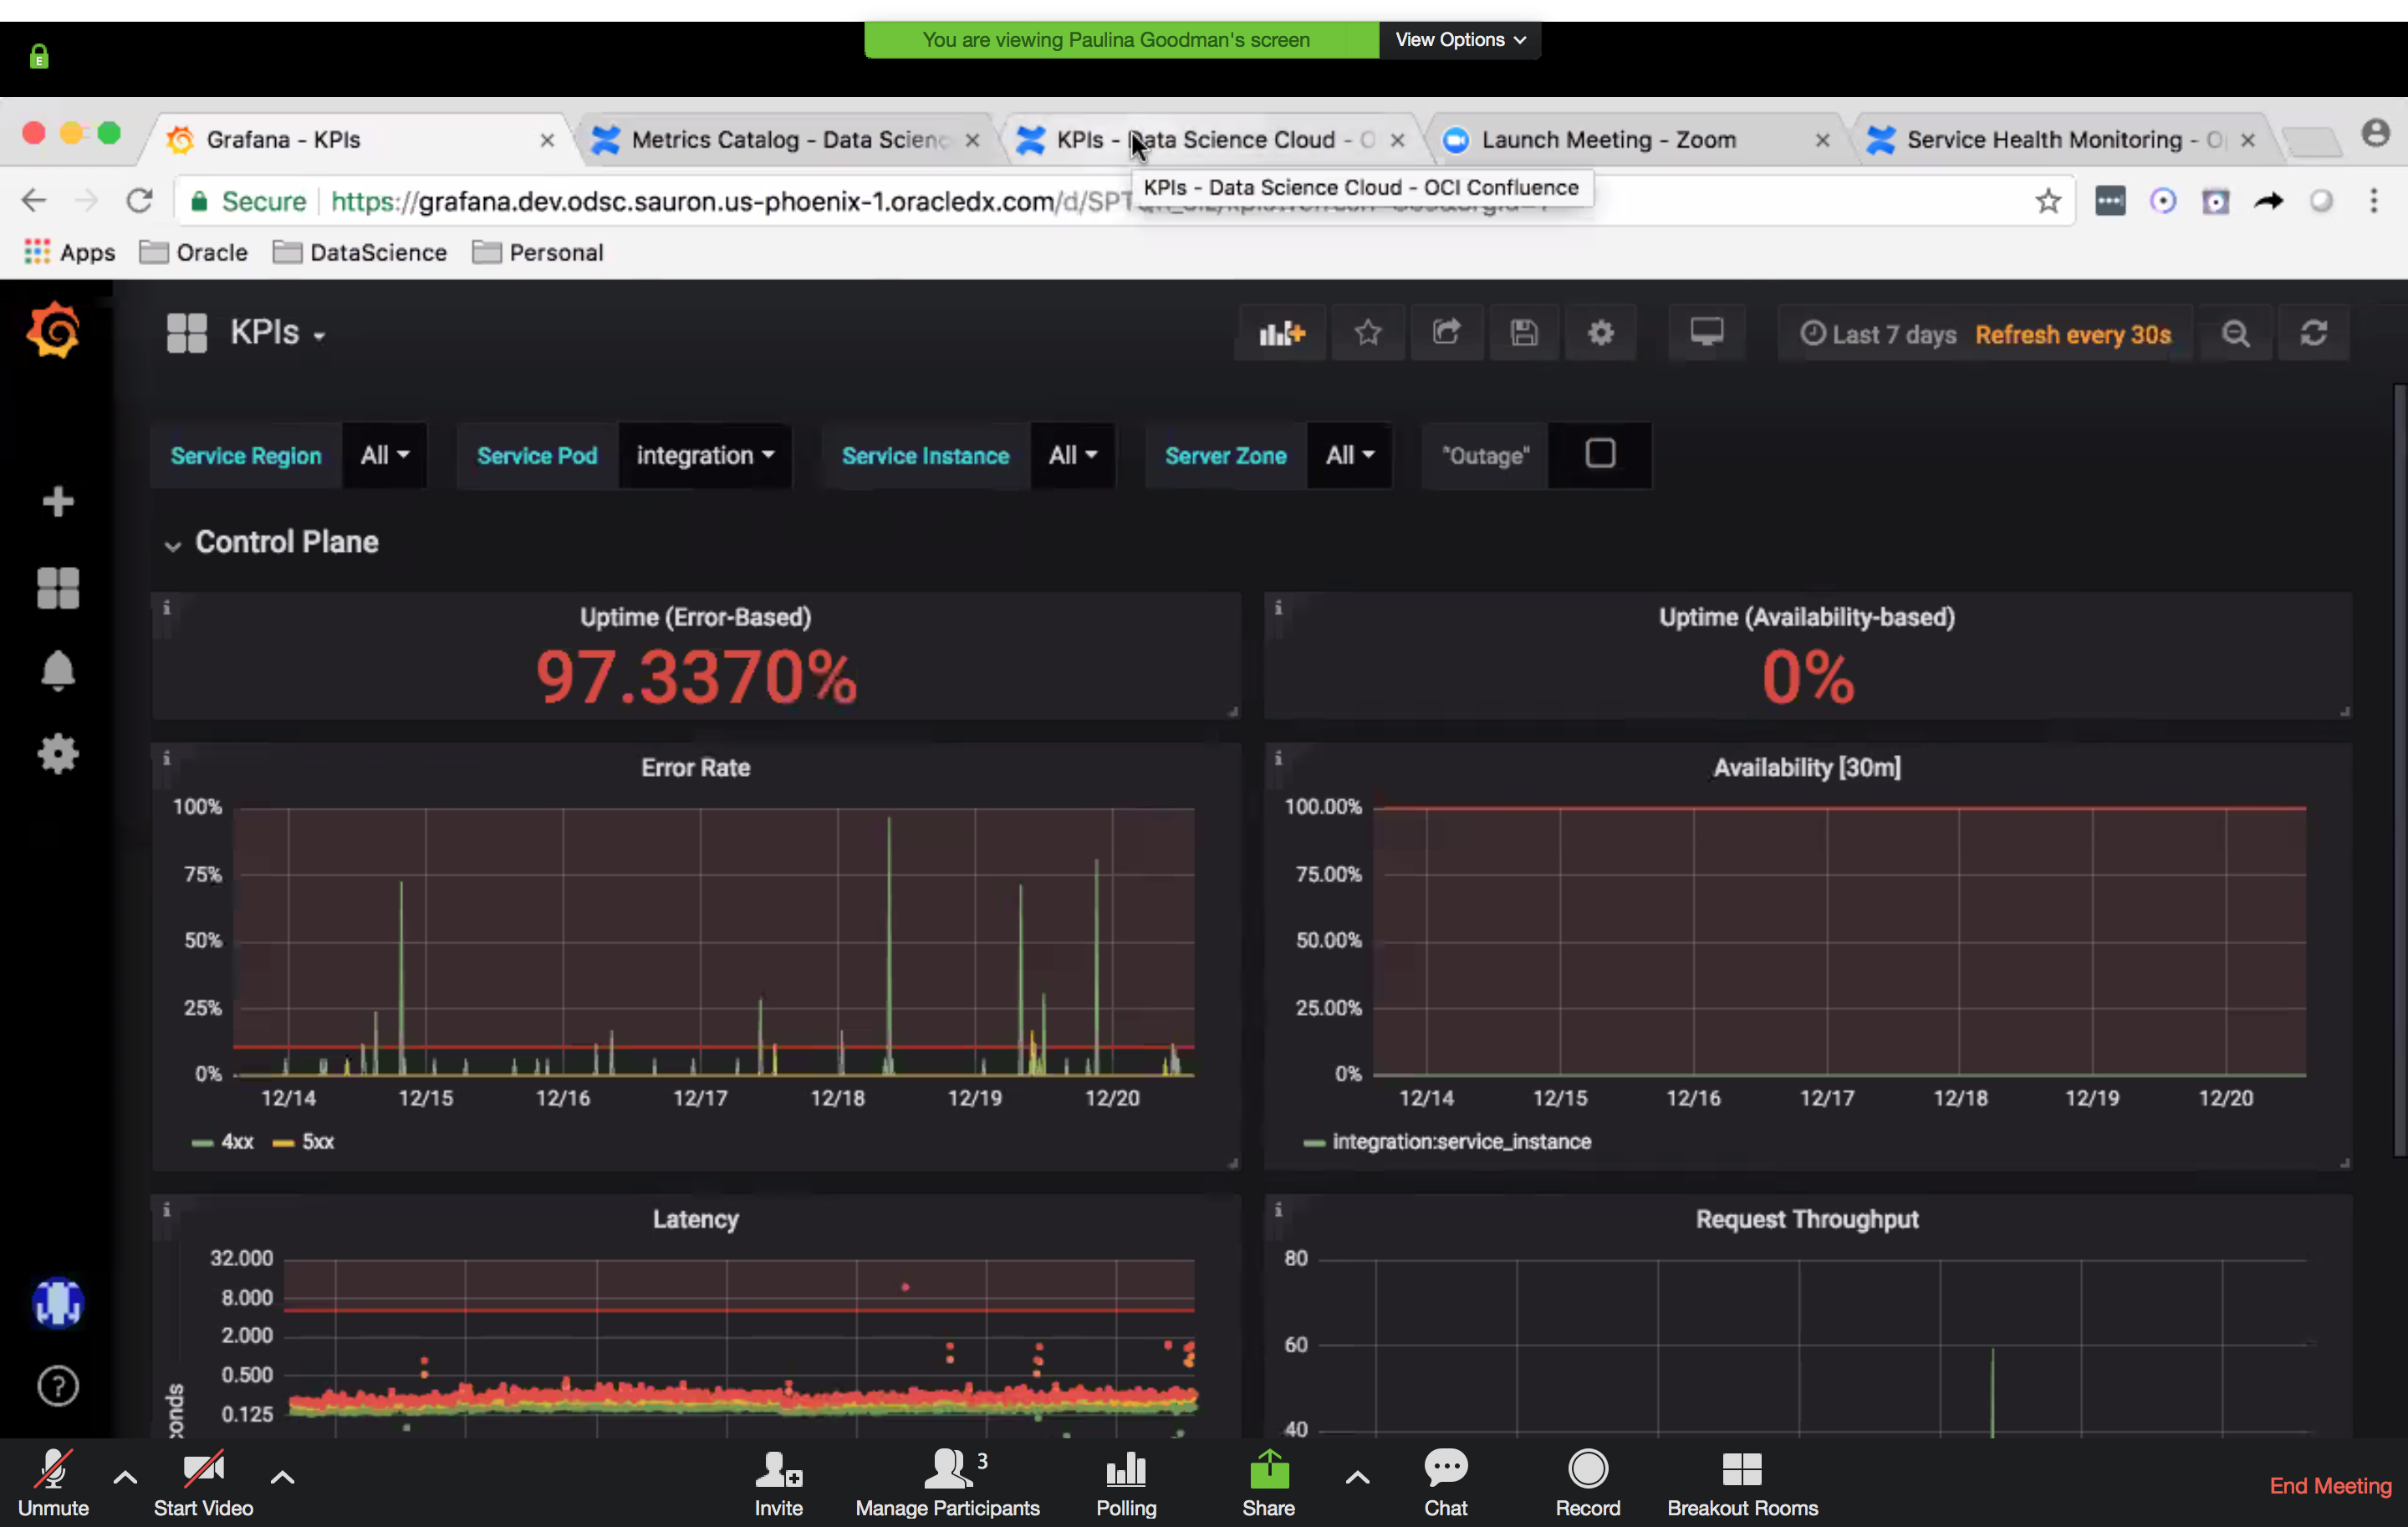 You are viewing Paulina Goodman's screen View Options
E
Grafana - KPIs Metrics Catalog - Data Scienc KPIs - Data Science Cloud - O Launch Meeting - Zoom Service Health Monitoring - O
Secure https://grafana.dev.odsc.sauron.us-phoenix-1.oracledx.com/d/SPT
KPIs - Data Science Cloud - OCI Confluence
Apps Oracle DataScience Personal
KPIs Last 7 days Refresh every 30s
Service Region All Service Pod integration Service Instance All Server Zone All "Outage"
Control Plane
Uptime (Error-Based)
97.3370%
Uptime (Availability-based)
0%
Error Rate
100%
75%
50%
25%
0%
12/14 12/15 12/16 12/17 12/18 12/19 12/20
4xx 5xx
Availability [30m]
100.00%
75.00%
50.00%
25.00%
0%
12/14 12/15 12/16 12/17 12/18 12/19 12/20
integration:service_instance
Latency
32.000
8.000
2.000
0.500
0.125
onds
Request Throughput
80
60
40
Unmute Start Video Invite Manage Participants 3 Polling Share Chat Record Breakout Rooms End Meeting